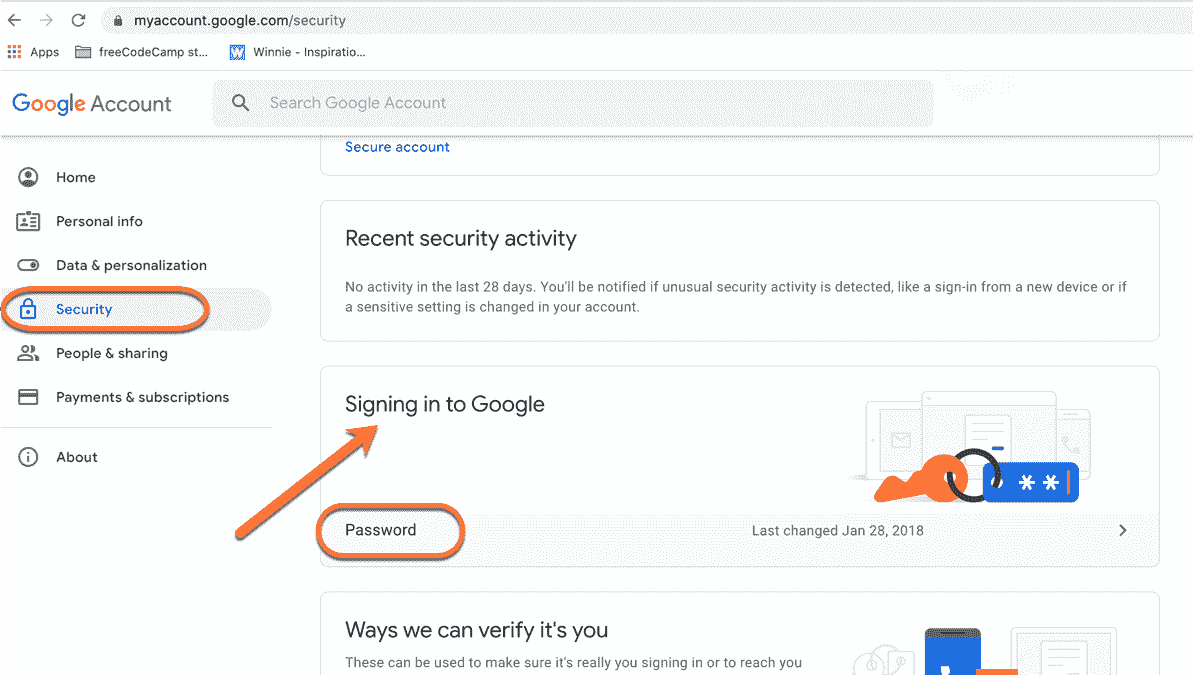 myaccount.google.com/security
Apps
freeCodeCamp st...
Winnie - Inspiratio...
Google Account
Search Google Account
Secure account
Home
Personal info
Data & personalization
Security
People & sharing
Payments & subscriptions
About
Recent security activity
No activity in the last 28 days. You'll be notified if unusual security activity is detected, like a sign-in from a new device or if
a sensitive setting is changed in your account.
Signing in to Google
**
Password
Last changed Jan 28, 2018
Ways we can verify it's you
These can be used to make sure it's really you signing in or to reach you